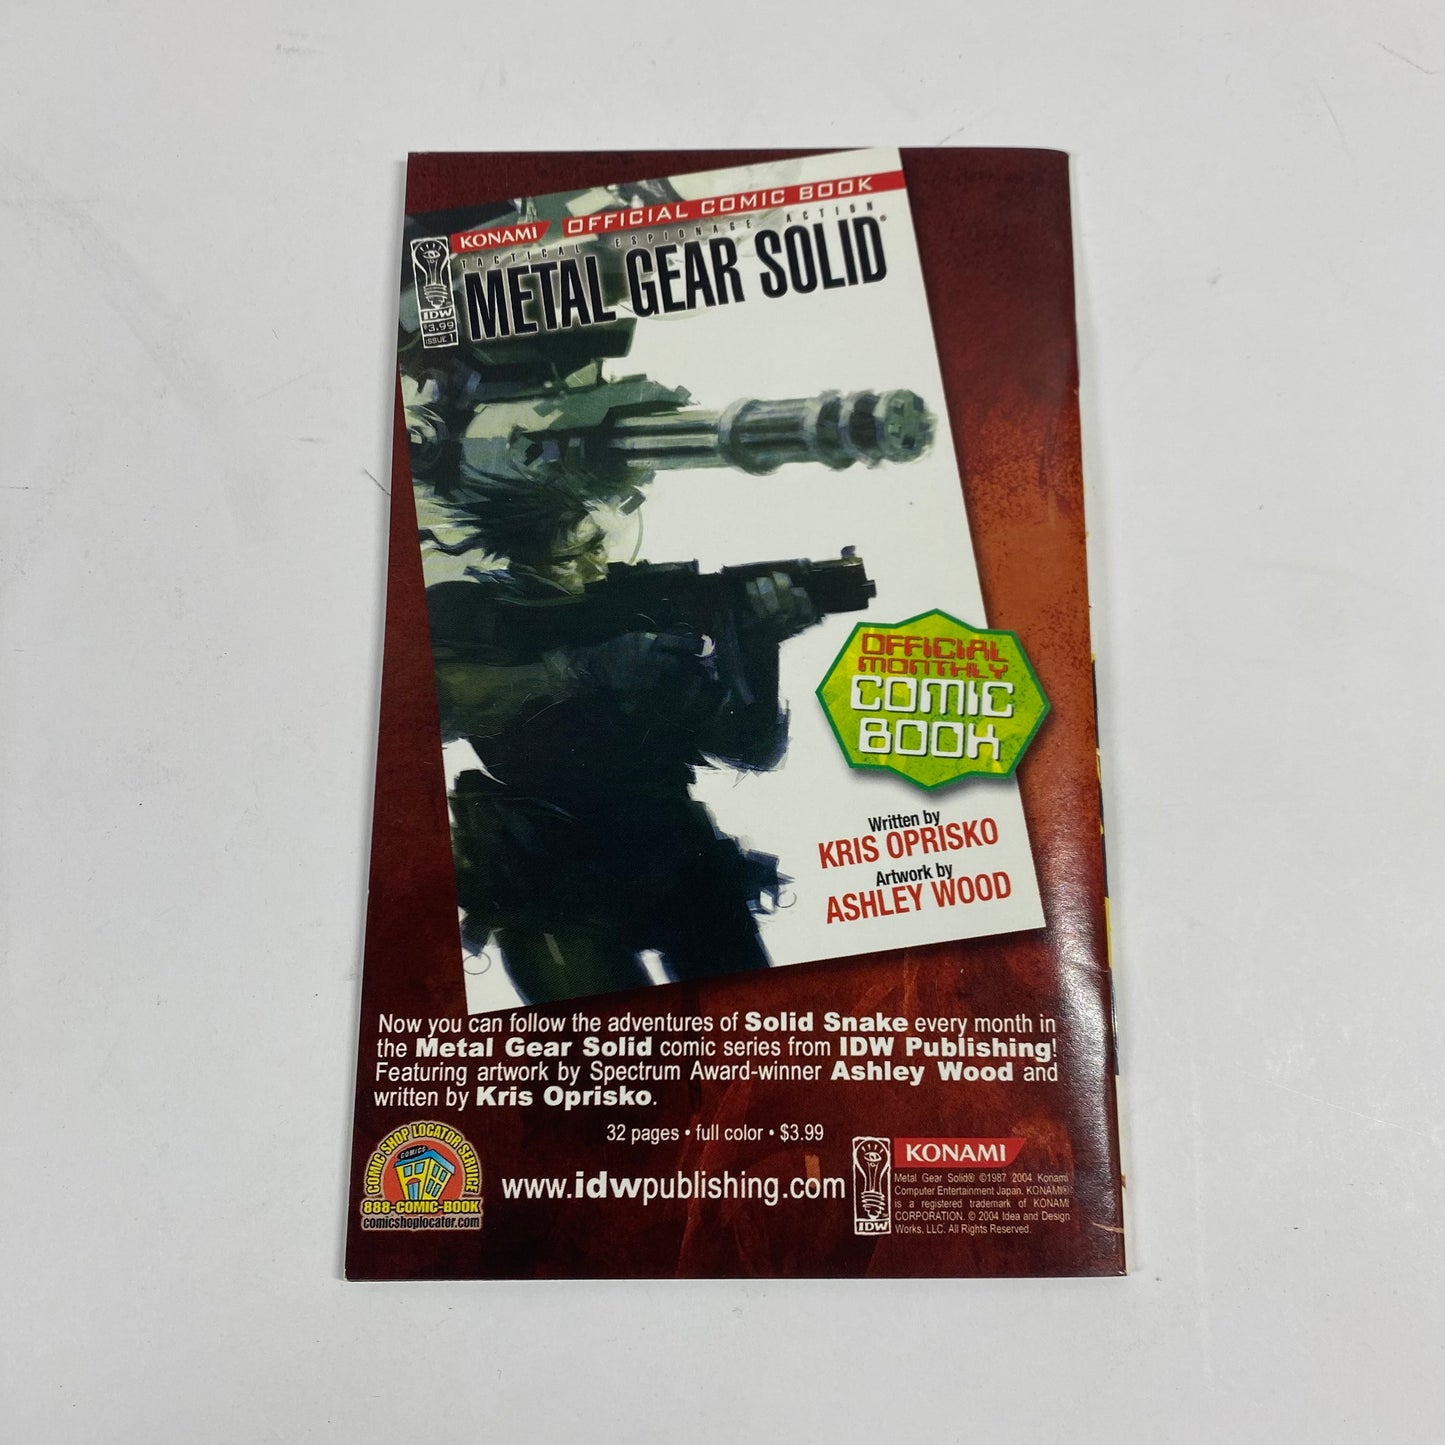 OFFICIAL COMIC BOOK
KONAMI
TACTICAL ESPIONAGE ACTION
METAL GEAR SOLID®
IDW
$3.99
ISSUE 1
OFFICIAL
MONTHLY
COMIC
BOOK
Written by
KRIS OPRISKO
Artwork by
ASHLEY WOOD
Now you can follow the adventures of Solid Snake every month in
the Metal Gear Solid comic series from IDW Publishing!
Featuring artwork by Spectrum Award-winner Ashley Wood and
written by Kris Oprisko.
32 pages • full color • $3.99
COMIC SHOP LOCATOR SERVICE
COMICS
888-COMIC-BOOK
comicshoplocator.com
www.idwpublishing.com
IDW
KONAMI
Metal Gear Solid® ©1987 2004 Konami
Computer Entertainment Japan. KONAMI®
is a registered trademark of KONAMI
CORPORATION. © 2004 Idea and Design
Works, LLC. All Rights Reserved.